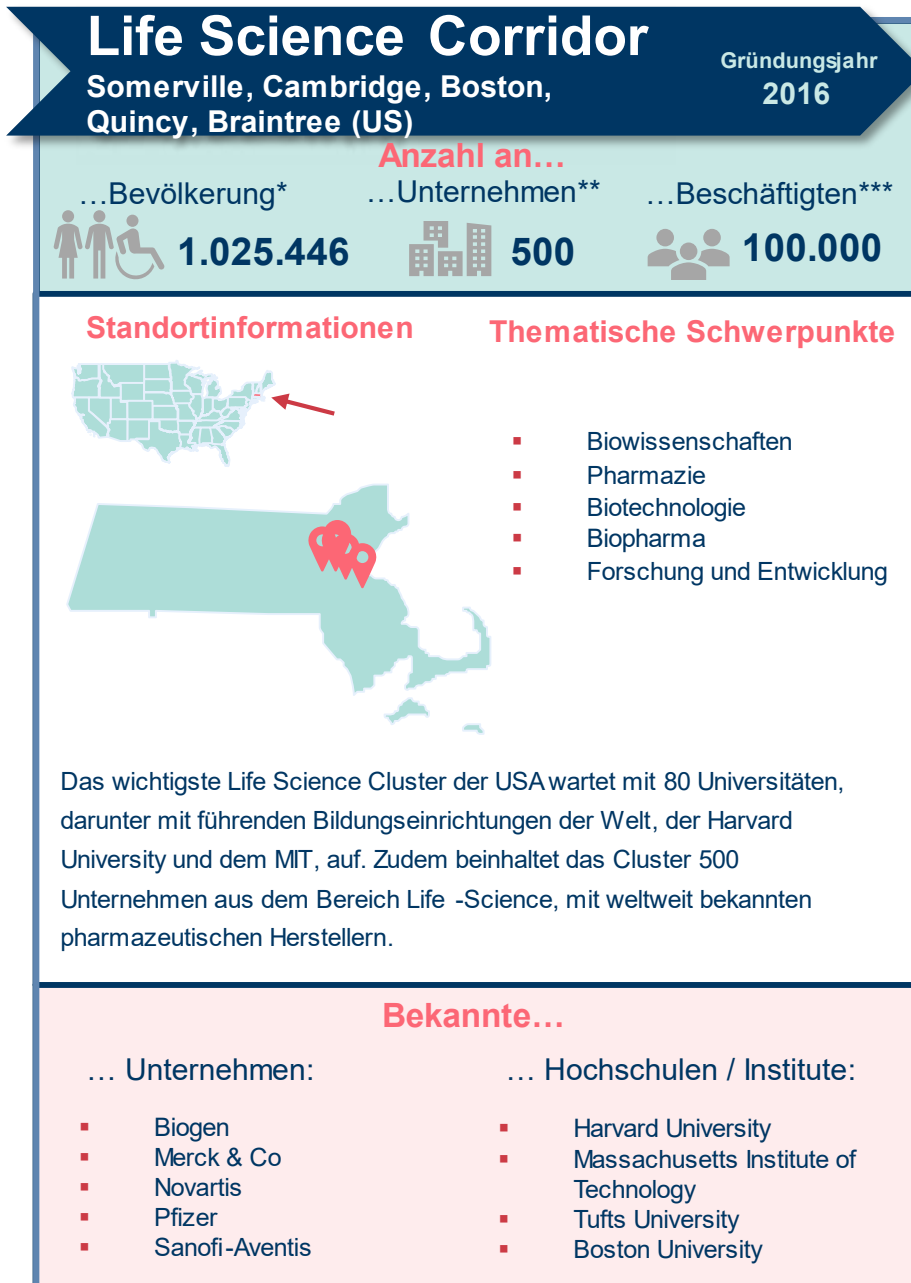 Life Science Corridor
Somerville, Cambridge, Boston,
Quincy, Braintree (US)
Gründungsjahr
2016
Anzahl an…
…Bevölkerung*
1.025.446
…Unternehmen**
500
…Beschäftigten***
100.000
Standortinformationen
Thematische Schwerpunkte
▪ Biowissenschaften
▪ Pharmazie
▪ Biotechnologie
▪ Biopharma
▪ Forschung und Entwicklung
Das wichtigste Life Science Cluster der USA wartet mit 80 Universitäten,
darunter mit führenden Bildungseinrichtungen der Welt, der Harvard
University und dem MIT, auf. Zudem beinhaltet das Cluster 500
Unternehmen aus dem Bereich Life -Science, mit weltweit bekannten
pharmazeutischen Herstellern.
Bekannte…
… Unternehmen:
▪ Biogen
▪ Merck & Co
▪ Novartis
▪ Pfizer
▪ Sanofi-Aventis
… Hochschulen / Institute:
▪ Harvard University
▪ Massachusetts Institute of
Technology
▪ Tufts University
▪ Boston University